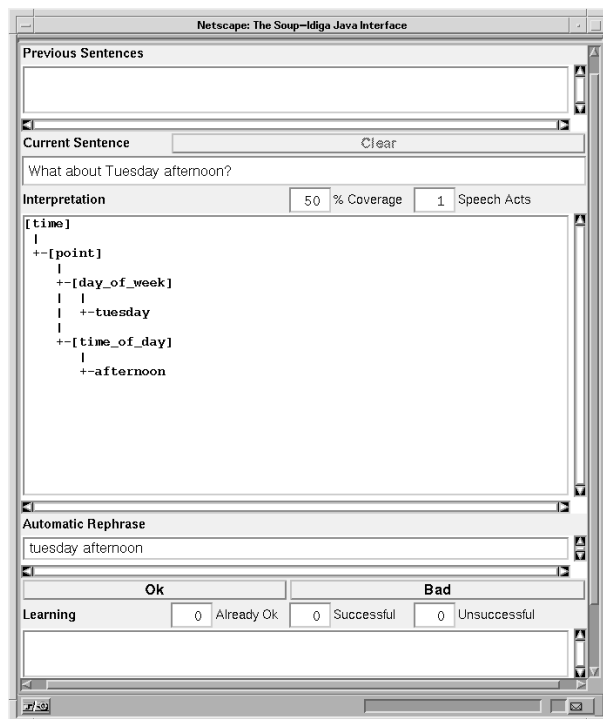 Netscape: The Soup-Idiga Java Interface
Previous Sentences
Current Sentence Clear
What about Tuesday afternoon?
Interpretation 50 % Coverage 1 Speech Acts
[time]
|
+-[point]
|
+-[day_of_week]
| |
| +-tuesday
|
+-[time_of_day]
|
+-afternoon
Automatic Rephrase
tuesday afternoon
Ok Bad
Learning 0 Already Ok 0 Successful 0 Unsuccessful